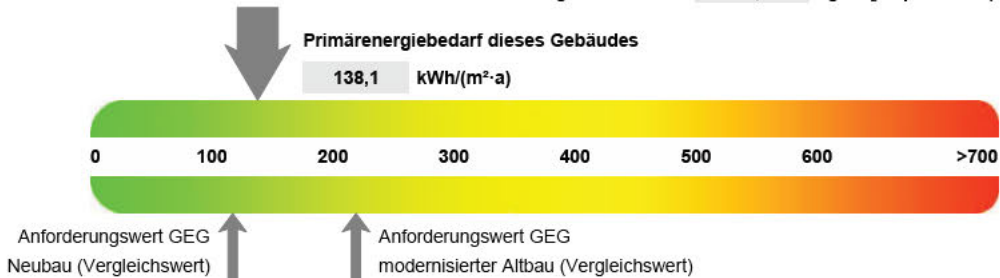 Primärenergiebedarf dieses Gebäudes
138,1 kWh/(m²·a)
0 100 200 300 400 500 600 >700
Anforderungswert GEG
Neubau (Vergleichswert)
Anforderungswert GEG
modernisierter Altbau (Vergleichswert)